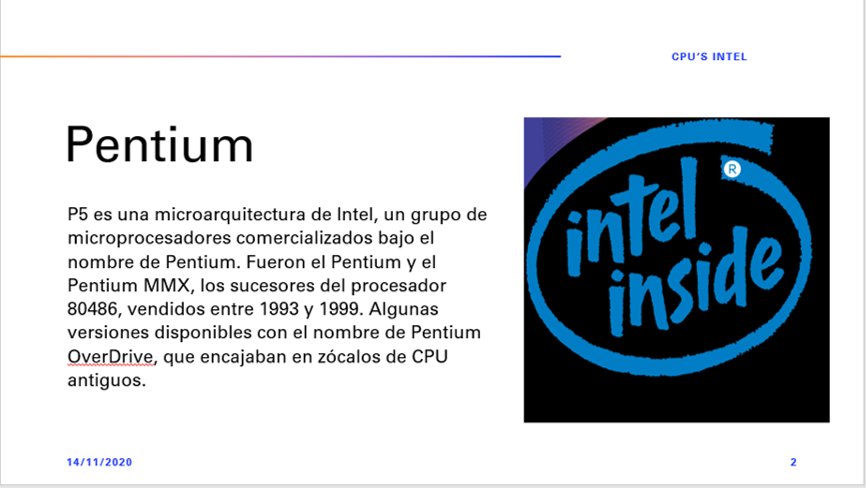 CPU'S INTEL
Pentium
P5 es una microarquitectura de Intel, un grupo de
microprocesadores comercializados bajo el
nombre de Pentium. Fueron el Pentium y el
Pentium MMX, los sucesores del procesador
80486, vendidos entre 1993 y 1999. Algunas
versiones disponibles con el nombre de Pentium
OverDrive, que encajaban en zócalos de CPU
antiguos.
intel
®
inside
14/11/2020
2